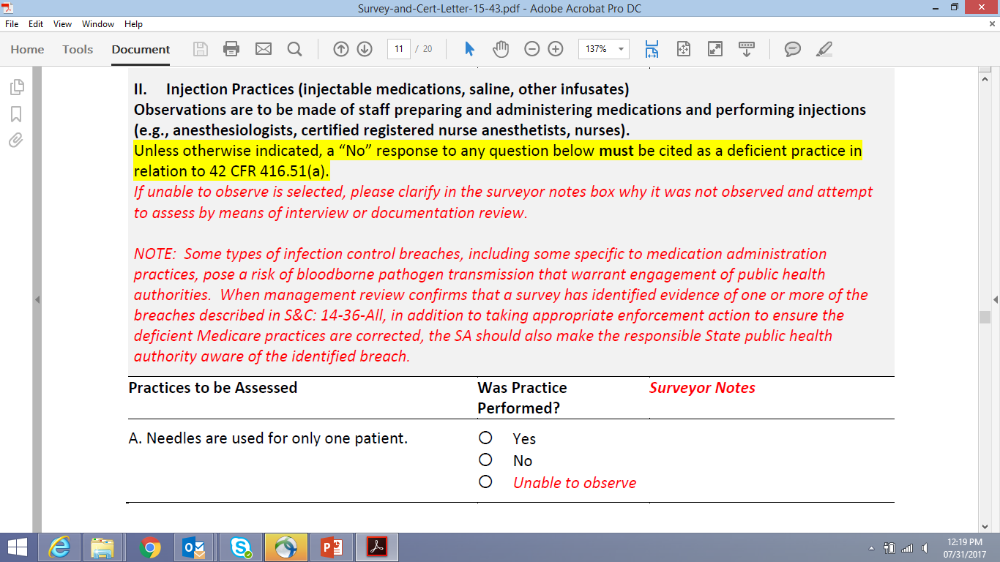 Survey-and-Cert-Letter-15-43.pdf - Adobe Acrobat Pro DC
File Edit View Window Help
Home Tools Document 11 / 20 137%
II. Injection Practices (injectable medications, saline, other infusates)
Observations are to be made of staff preparing and administering medications and performing injections
(e.g., anesthesiologists, certified registered nurse anesthetists, nurses).
Unless otherwise indicated, a “No” response to any question below must be cited as a deficient practice in
relation to 42 CFR 416.51(a).
If unable to observe is selected, please clarify in the surveyor notes box why it was not observed and attempt
to assess by means of interview or documentation review.
NOTE: Some types of infection control breaches, including some specific to medication administration
practices, pose a risk of bloodborne pathogen transmission that warrant engagement of public health
authorities. When management review confirms that a survey has identified evidence of one or more of the
breaches described in S&C: 14-36-All, in addition to taking appropriate enforcement action to ensure the
deficient Medicare practices are corrected, the SA should also make the responsible State public health
authority aware of the identified breach.
Practices to be Assessed Was Practice Surveyor Notes
Performed?
A. Needles are used for only one patient. Yes
No
Unable to observe
12:19 PM
07/31/2017